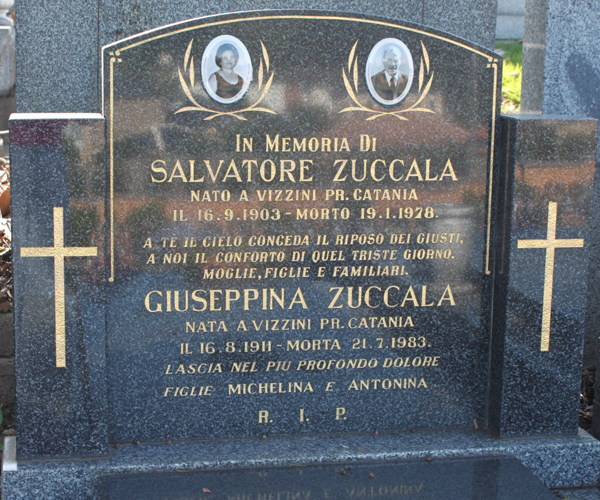 IN MEMORIA DI
SALVATORE ZUCCALA
NATO A VIZZINI PR. CATANIA
IL 16.9.1903 - MORTO 19.1.1978.
A TE IL CIELO CONCEDA IL RIPOSO DEI GIUSTI,
A NOI IL CONFORTO DI QUEL TRISTE GIORNO.
MOGLIE, FIGLIE E FAMILIARI.
GIUSEPPINA ZUCCALA
NATA A VIZZINI PR. CATANIA
IL 16.8.1911 - MORTA 21.7.1983.
LASCIA NEL PIU PROFONDO DOLORE
FIGLIE MICHELINA E ANTONINA
R. I. P.